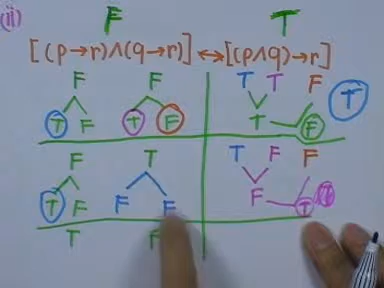 (ii) F T
[(p→r)∧(q→r)]↔[(p∧q)→r]
F F T T F
T F T F T F T
F T T F F
T F F F F T
T F